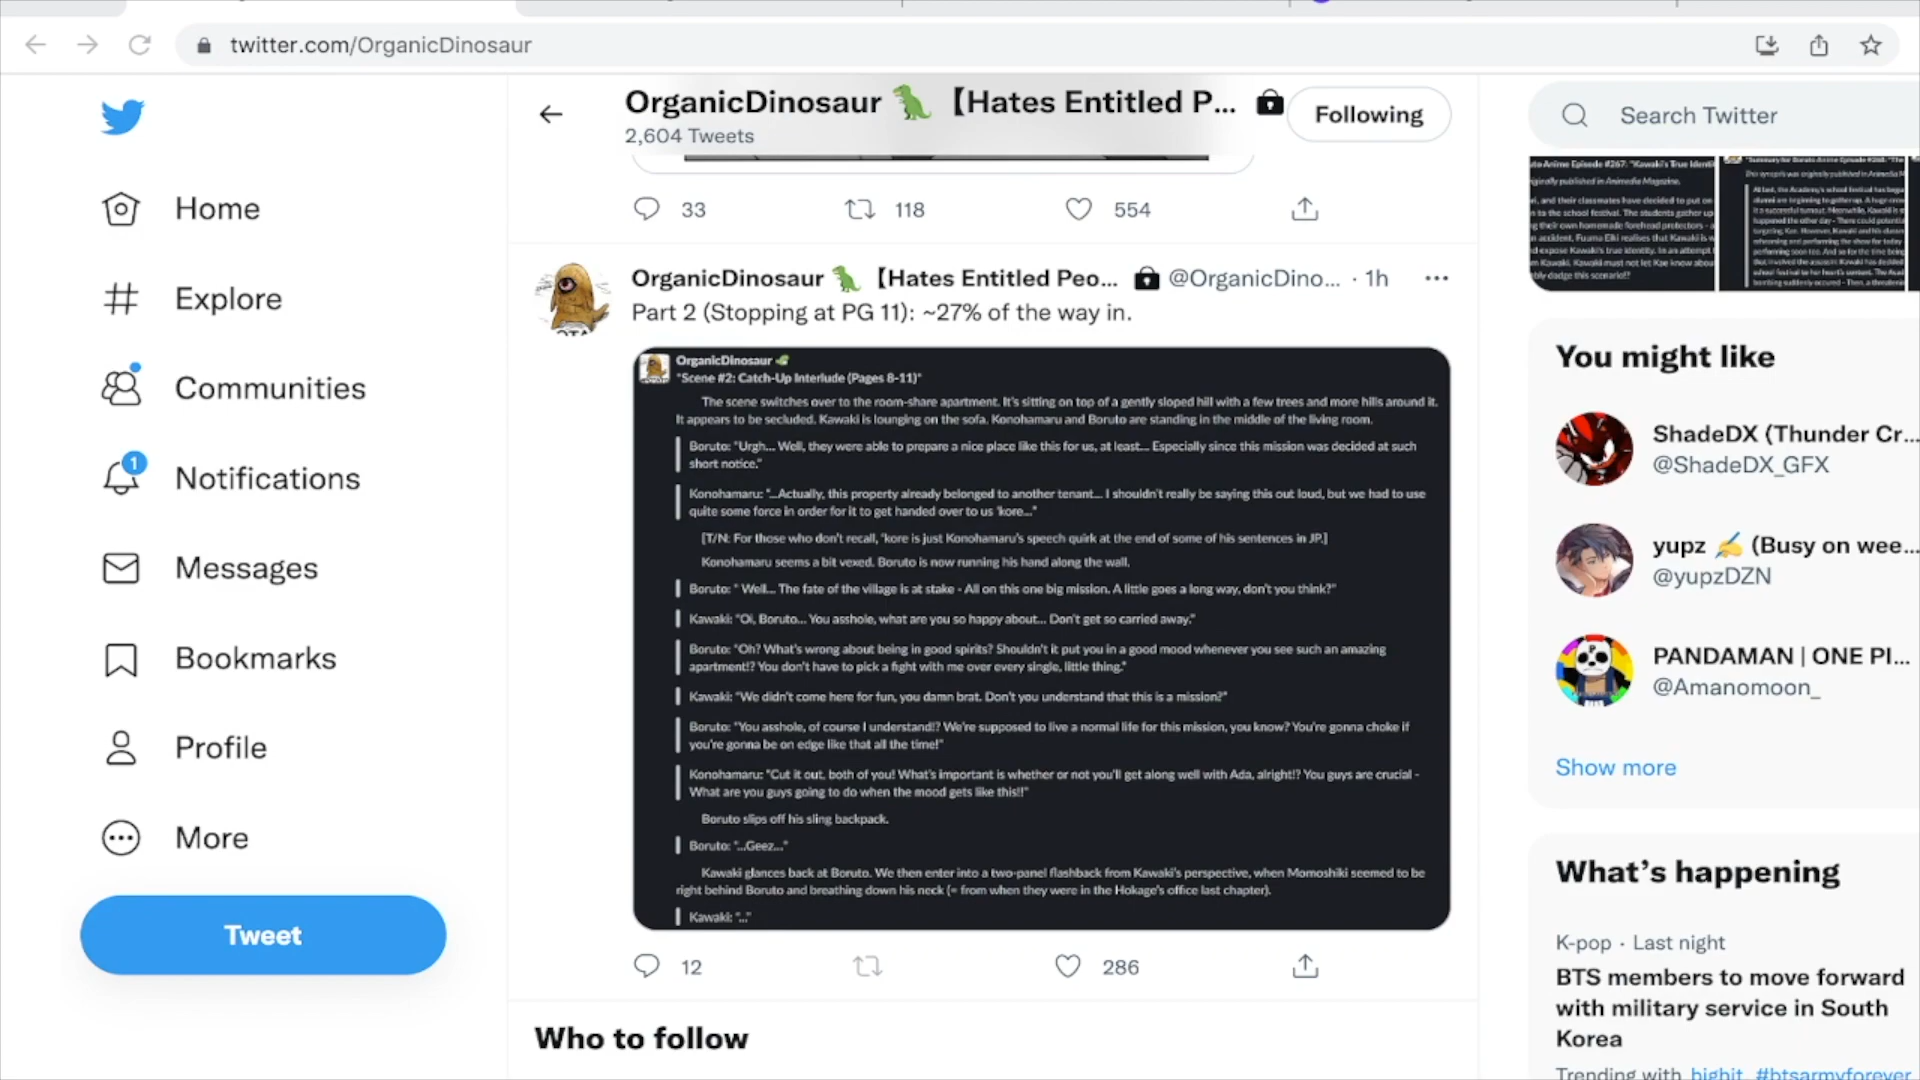 twitter.com/OrganicDinosaur
OrganicDinosaur 🦖【Hates Entitled P...
2,604 Tweets
Following
Search Twitter
Home
Explore
Communities
1
Notifications
Messages
Bookmarks
Profile
More
Tweet
33
118
554
OrganicDinosaur 🦖【Hates Entitled Peo... @OrganicDino... · 1h
Part 2 (Stopping at PG 11): ~27% of the way in.
OrganicDinosaur
"Scene #2: Catch-Up Interlude (Pages 8-11)"
The scene switches over to the room-share apartment. It's sitting on top of a gently sloped hill with a few trees and more hills around it.
It appears to be secluded. Kawaki is lounging on the sofa. Konohamaru and Boruto are standing in the middle of the living room.
Boruto: "Urgh... Well, they were able to prepare a nice place like this for us, at least... Especially since this mission was decided at such
short notice."
Konohamaru: "...Actually, this property already belonged to another tenant... I shouldn't really be saying this out loud, but we had to use
quite some force in order for it to get handed over to us 'kore..."
[T/N: For those who don't recall, 'kore is just Konohamaru's speech quirk at the end of some of his sentences in JP.]
Konohamaru seems a bit vexed. Boruto is now running his hand along the wall.
Boruto: " Well... The fate of the village is at stake - All on this one big mission. A little goes a long way, don't you think?"
Kawaki: "Oi, Boruto... You asshole, what are you so happy about... Don't get so carried away."
Boruto: "Oh? What's wrong about being in good spirits? Shouldn't it put you in a good mood whenever you see such an amazing
apartment!? You don't have to pick a fight with me over every single, little thing."
Kawaki: "We didn't come here for fun, you damn brat. Don't you understand that this is a mission?"
Boruto: "You asshole, of course I understand!? We're supposed to live a normal life for this mission, you know? You're gonna choke if
you're gonna be on edge like that all the time!"
Konohamaru: "Cut it out, both of you! What's important is whether or not you'll get along well with Ada, alright!? You guys are crucial -
What are you guys going to do when the mood gets like this!!"
Boruto slips off his sling backpack.
Boruto: "...Geez..."
Kawaki glances back at Boruto. We then enter into a two-panel flashback from Kawaki's perspective, when Momoshiki seemed to be
right behind Boruto and breathing down his neck (= from when they were in the Hokage's office last chapter).
Kawaki: "..."
12
286
Who to follow
You might like
ShadeDX (Thunder Cr...
@ShadeDX_GFX
yupz ✍️ (Busy on wee...
@yupzDZN
PANDAMAN | ONE PI...
@Amanomoon_
Show more
What's happening
K-pop · Last night
BTS members to move forward
with military service in South
Korea
Trending with bighit, #btsarmyforever